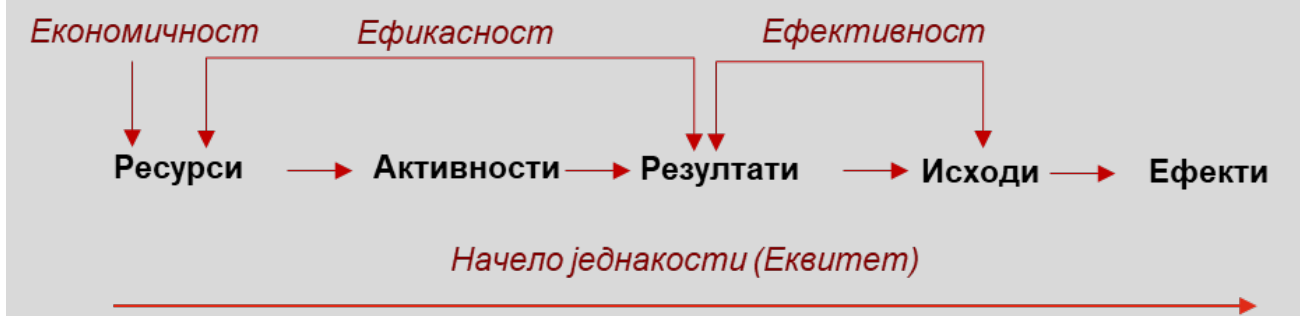 Економичност Ефикасност Ефективност
Ресурси Активности Резултати Исходи Ефекти
Начело једнакости (Еквитет)